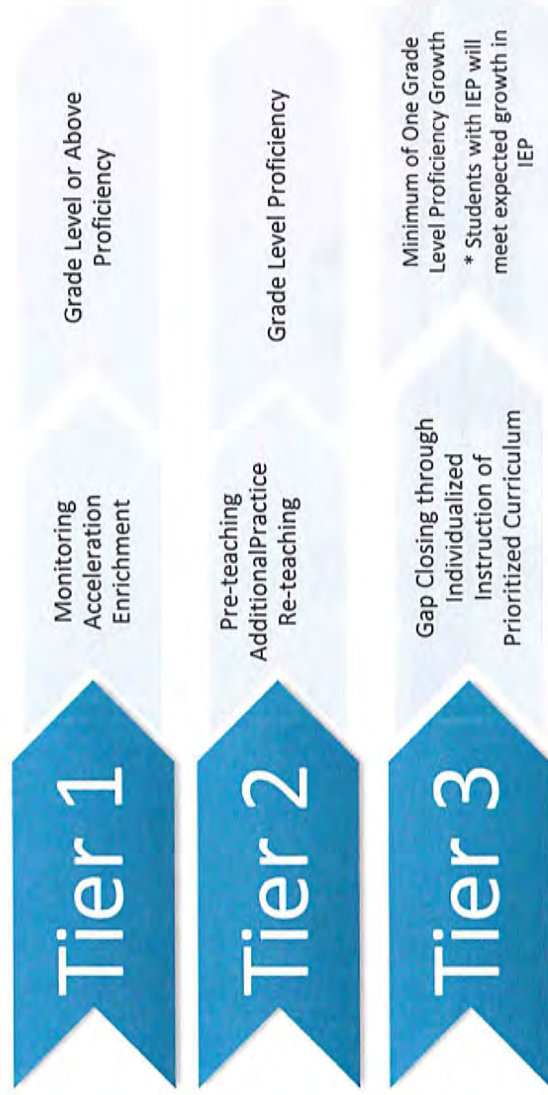 Tier 1
Monitoring
Acceleration
Enrichment
Grade Level or Above
Proficiency
Tier 2
Pre-teaching
AdditionalPractice
Re-teaching
Grade Level Proficiency
Tier 3
Gap Closing through
Individualized
Instruction of
Prioritized Curriculum
Minimum of One Grade
Level Proficiency Growth
* Students with IEP will
meet expected growth in
IEP